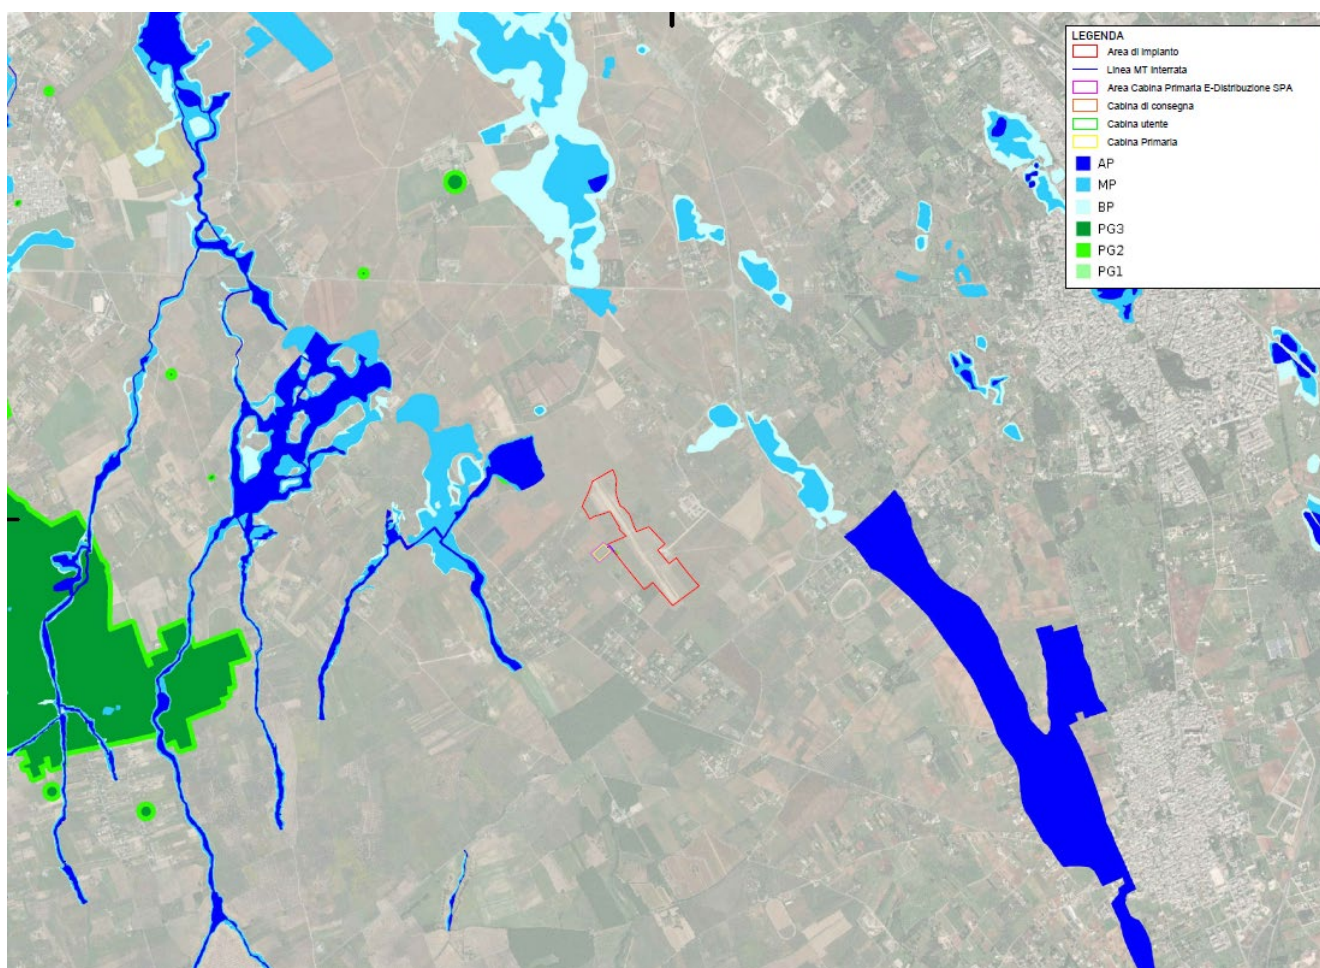 LEGENDA
Area di Impianto
Linea MT Interrata
Area Cabina Primaria E-Distribuzione SPA
Cabina di consegna
Cabina utente
Cabina Primaria
AP
MP
BP
PG3
PG2
PG1